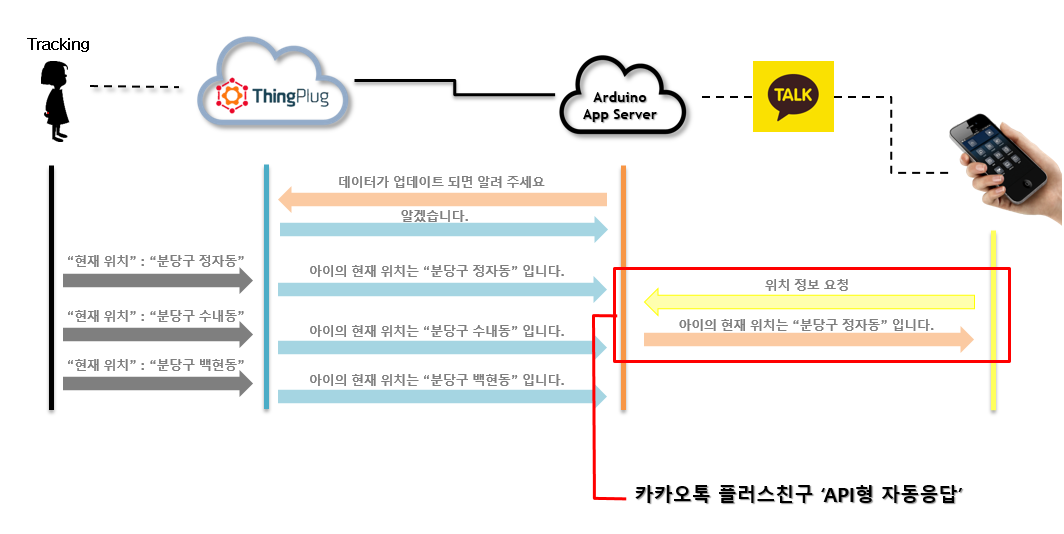 Tracking
ThingPlug
Arduino
App Server
TALK
데이터가 업데이트 되면 알려 주세요
알겠습니다.
“현재 위치” : “분당구 정자동”
아이의 현재 위치는 “분당구 정자동” 입니다.
위치 정보 요청
“현재 위치” : “분당구 수내동”
아이의 현재 위치는 “분당구 수내동” 입니다.
아이의 현재 위치는 “분당구 정자동” 입니다.
“현재 위치” : “분당구 백현동”
아이의 현재 위치는 “분당구 백현동” 입니다.
카카오톡 플러스친구 ‘API형 자동응답’